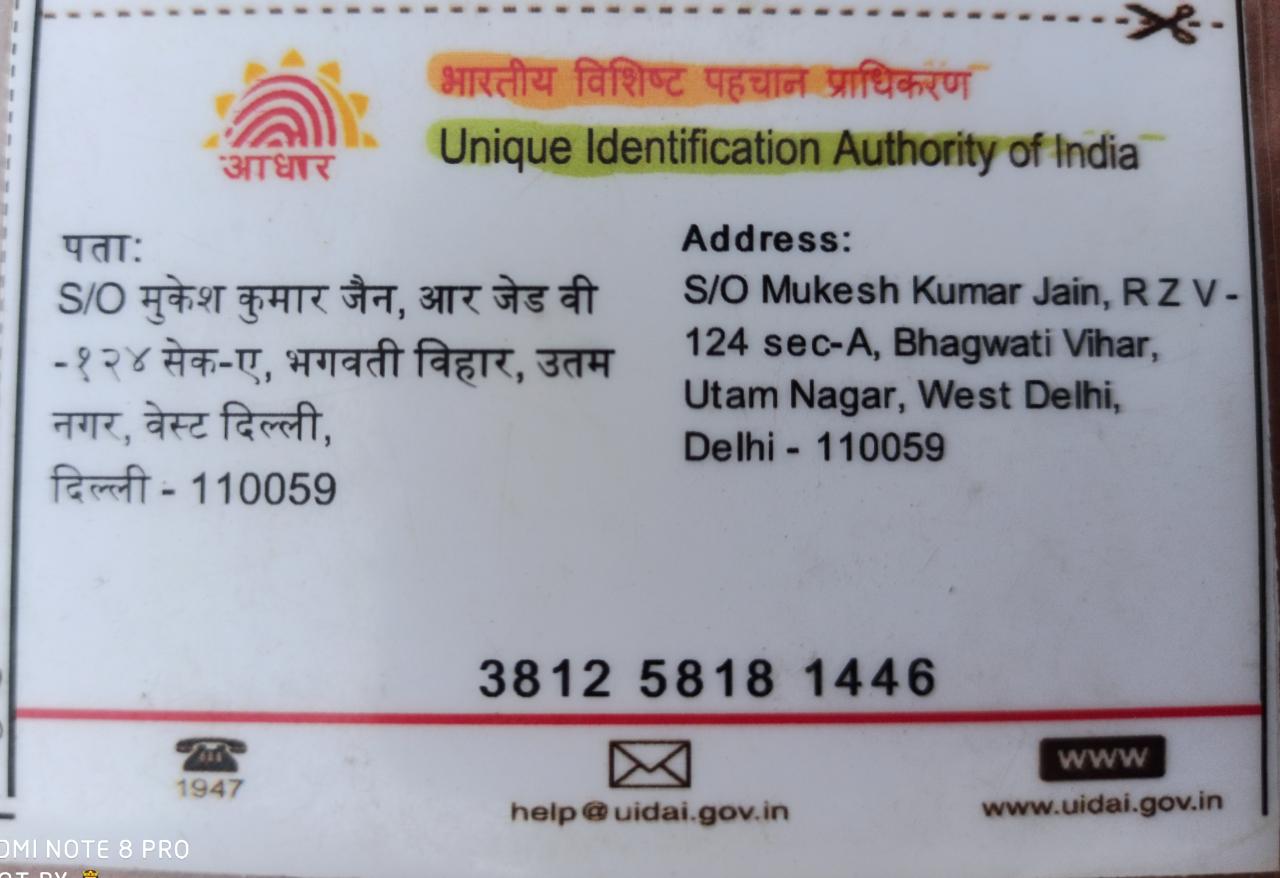 भारतीय विशिष्ट पहचान प्राधिकरण
Unique Identification Authority of India
आधार
पता:
S/O मुकेश कुमार जैन, आर जेड वी
-१२४ सेक-ए, भगवती विहार, उतम
नगर, वेस्ट दिल्ली,
दिल्ली - 110059
Address:
S/O Mukesh Kumar Jain, R Z V -
124 sec-A, Bhagwati Vihar,
Utam Nagar, West Delhi,
Delhi - 110059
3812 5818 1446
1947
help@uidai.gov.in
WWW
www.uidai.gov.in
NOTE 8 PRO
BY